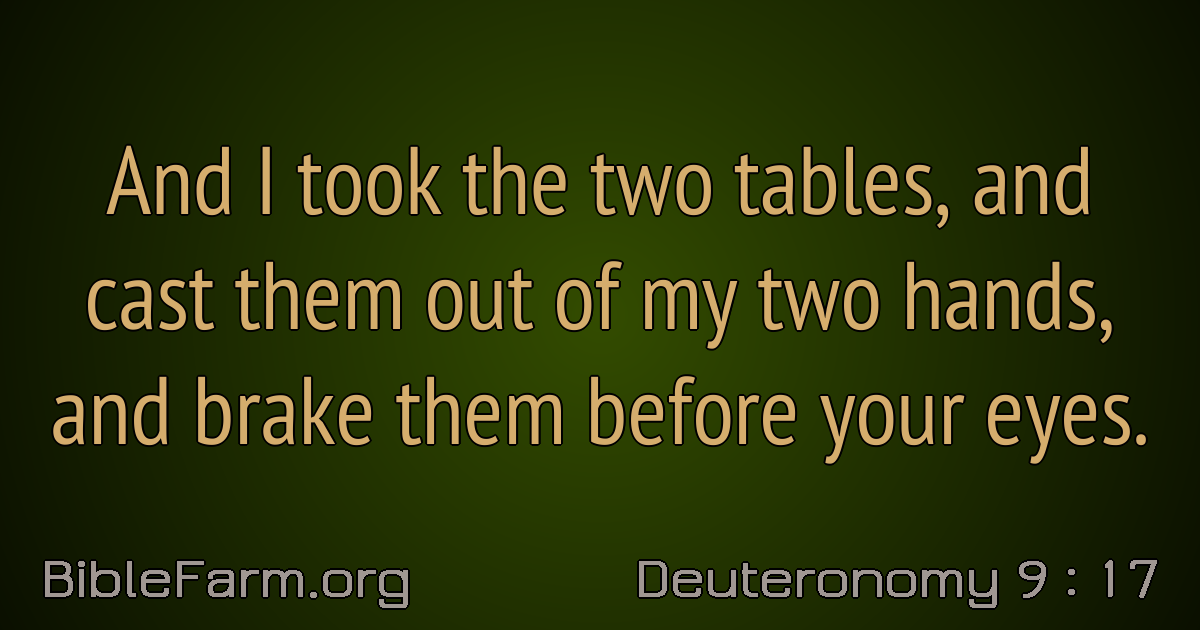 And I took the two tables, and
cast them out of my two hands,
and brake them before your eyes.
BibleFarm.org
Deuteronomy 9 : 17